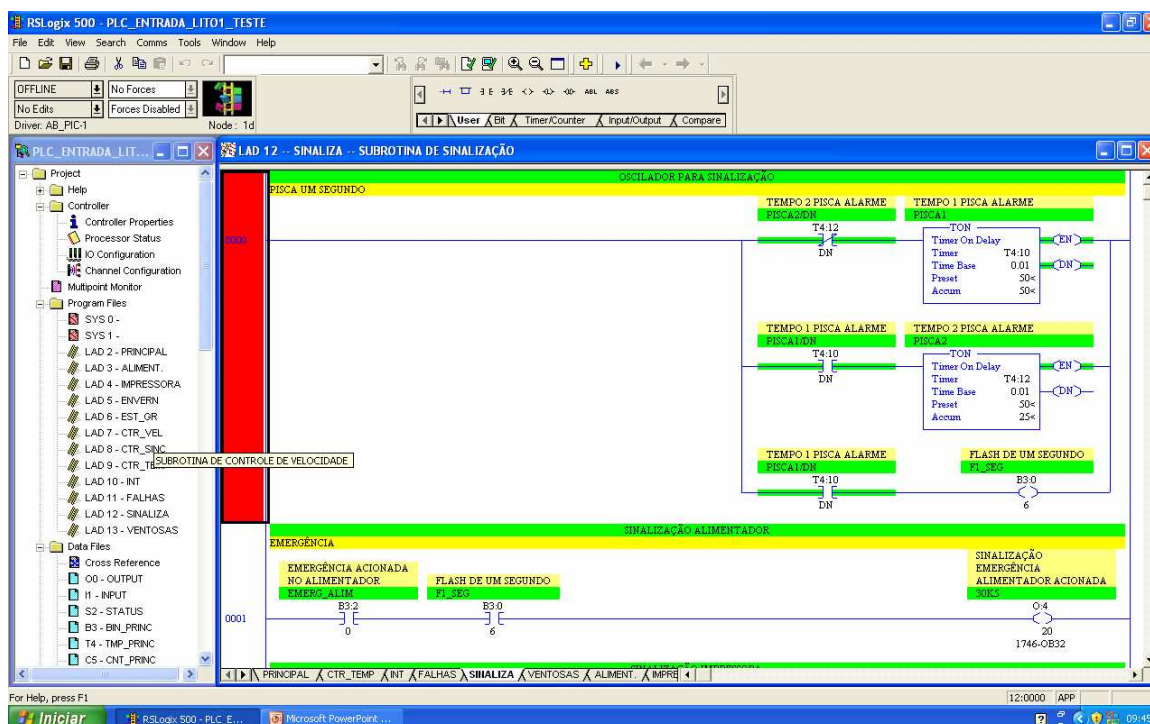 RSLogix 500 - PLC_ENTRADA_LITO1_TESTE
File Edit View Search Comms Tools Window Help
OFFLINE
No Forces
No Edits
Forces Disabled
Driver: AB_PIC-1
Node: 1d
ABL ABS
User Bit Timer/Counter Input/Output Compare
PLC_ENTRADA_LIT...
Project
Help
Controller
Controller Properties
Processor Status
IO Configuration
Channel Configuration
Multipoint Monitor
Program Files
SYS 0 -
SYS 1 -
LAD 2 - PRINCIPAL
LAD 3 - ALIMENT.
LAD 4 - IMPRESSORA
LAD 5 - ENVERN
LAD 6 - EST_GR
LAD 7 - CTR_VEL
LAD 8 - CTR_SINC
SUBROTINA DE CONTROLE DE VELOCIDADE
LAD 9 - CTR_TE
LAD 10 - INT
LAD 11 - FALHAS
LAD 12 - SINALIZA
LAD 13 - VENTOSAS
Data Files
Cross Reference
O0 - OUTPUT
I1 - INPUT
S2 - STATUS
B3 - BIN_PRINC
T4 - TMP_PRINC
C5 - CNT_PRINC
LAD 12 -- SINALIZA -- SUBROTINA DE SINALIZAÇÃO
OSCILADOR PARA SINALIZAÇÃO
PISCA UM SEGUNDO
0000
TEMPO 2 PISCA ALARME
PISCA2/DN
T4:12
DN
TEMPO 1 PISCA ALARME
PISCA1
TON
Timer On Delay
Timer T4:10
Time Base 0.01
Preset 50<
Accum 50<
EN
DN
TEMPO 1 PISCA ALARME
PISCA1/DN
T4:10
DN
TEMPO 2 PISCA ALARME
PISCA2
TON
Timer On Delay
Timer T4:12
Time Base 0.01
Preset 50<
Accum 25<
EN
DN
TEMPO 1 PISCA ALARME
PISCA1/DN
T4:10
DN
FLASH DE UM SEGUNDO
F1_SEG
B3:0
6
SINALIZAÇÃO ALIMENTADOR
EMERGÊNCIA
0001
EMERGÊNCIA ACIONADA
NO ALIMENTADOR
EMERG_ALIM
B3:2
0
FLASH DE UM SEGUNDO
F1_SEG
B3:0
6
SINALIZAÇÃO
EMERGÊNCIA
ALIMENTADOR ACIONADA
30K5
O:4
20
1746-OB32
PRINCIPAL CTR_TEMP INT FALHAS SINALIZA VENTOSAS ALIMENT. IMPRE
For Help, press F1
12:0000 APP
Iniciar
RSLogix 500 - PLC_E...
Microsoft PowerPoint ...
09:45